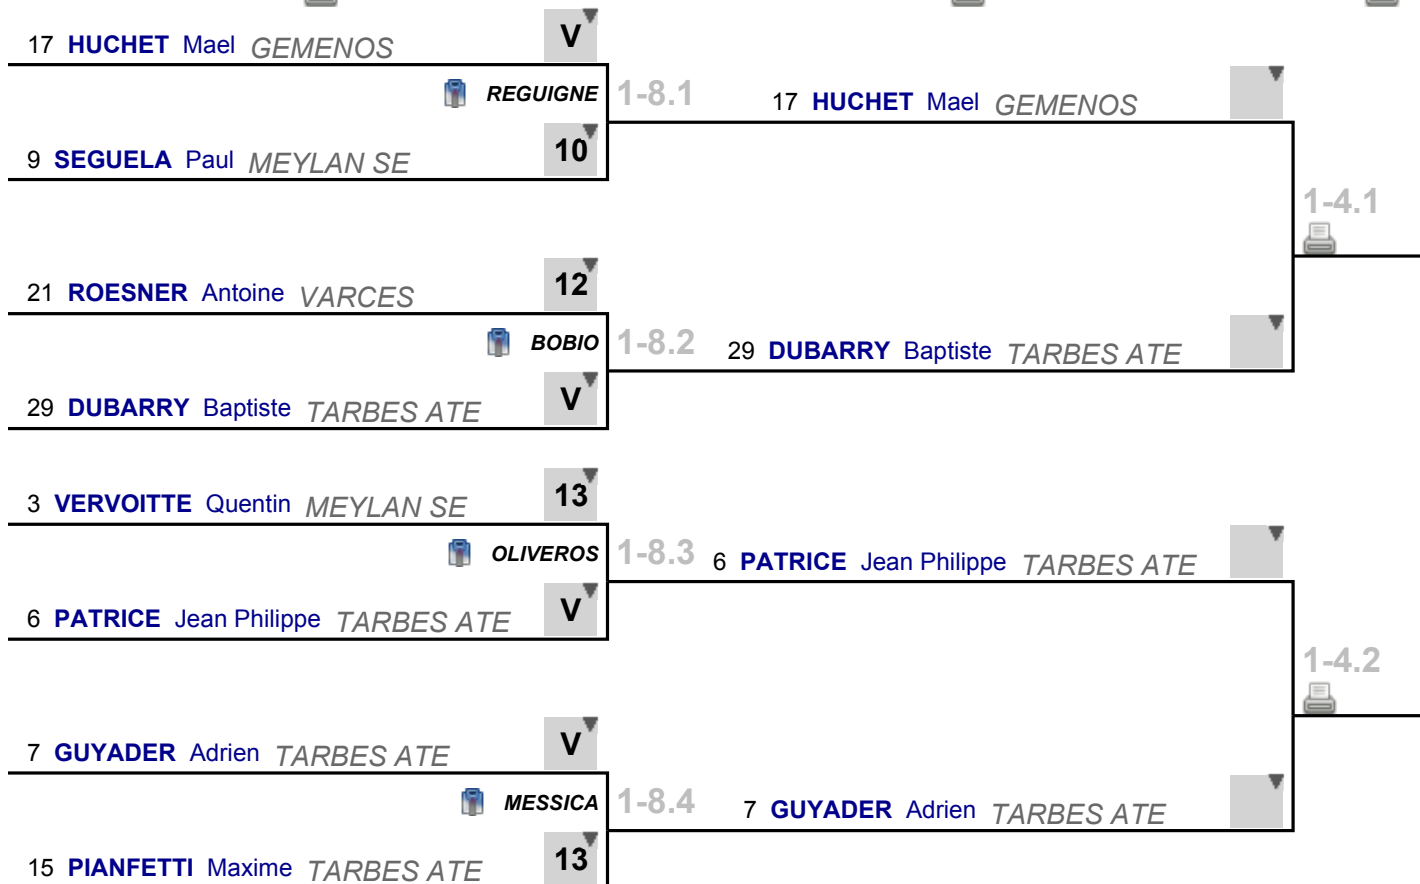 17 HUCHET Mael GEMENOS V
REGUIGNE 1-8.1 17 HUCHET Mael GEMENOS
9 SEGUELA Paul MEYLAN SE 10
1-4.1
21 ROESNER Antoine VARCES 12
BOBIO 1-8.2 29 DUBARRY Baptiste TARBES ATE
29 DUBARRY Baptiste TARBES ATE V
3 VERVOITTE Quentin MEYLAN SE 13
OLIVEROS 1-8.3 6 PATRICE Jean Philippe TARBES ATE
6 PATRICE Jean Philippe TARBES ATE V
1-4.2
7 GUYADER Adrien TARBES ATE V
MESSICA 1-8.4 7 GUYADER Adrien TARBES ATE
15 PIANFETTI Maxime TARBES ATE 13